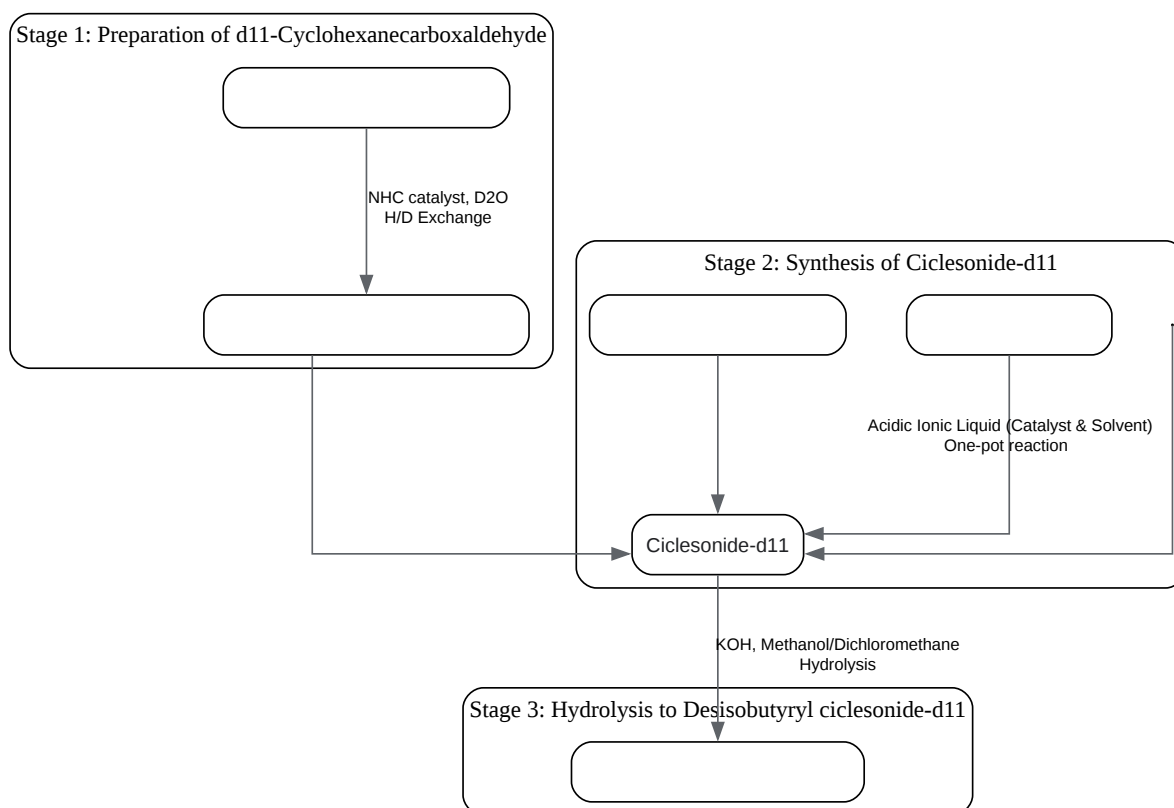 Stage 1: Preparation of d11-Cyclohexanecarboxaldehyde
NHC catalyst, D2O
H/D Exchange
Stage 2: Synthesis of Ciclesonide-d11
Acidic Ionic Liquid (Catalyst & Solvent)
One-pot reaction
Ciclesonide-d11
KOH, Methanol/Dichloromethane
Hydrolysis
Stage 3: Hydrolysis to Desisobutyryl ciclesonide-d11